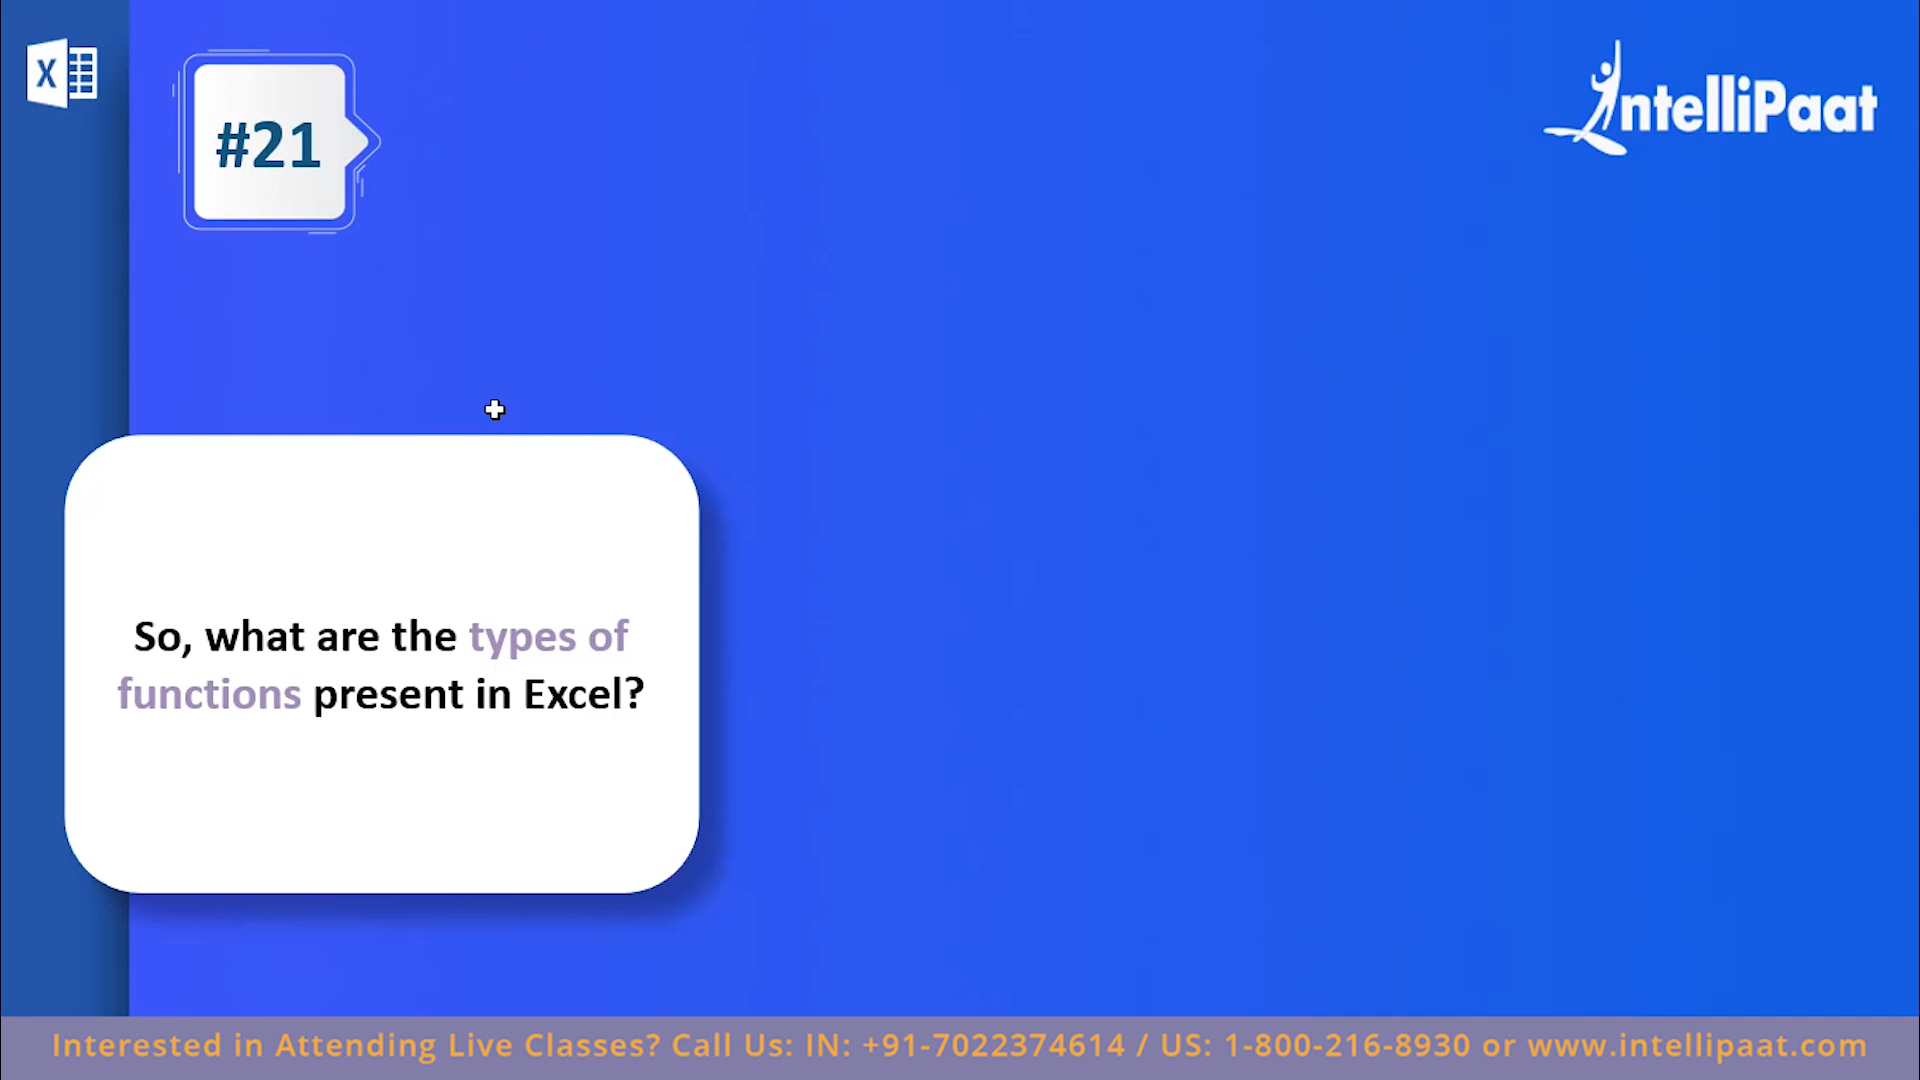 X
#21
IntelliPaat
So, what are the types of
functions present in Excel?
Interested in Attending Live Classes? Call Us: IN: +91-7022374614 / US: 1-800-216-8930 or www.intellipaat.com